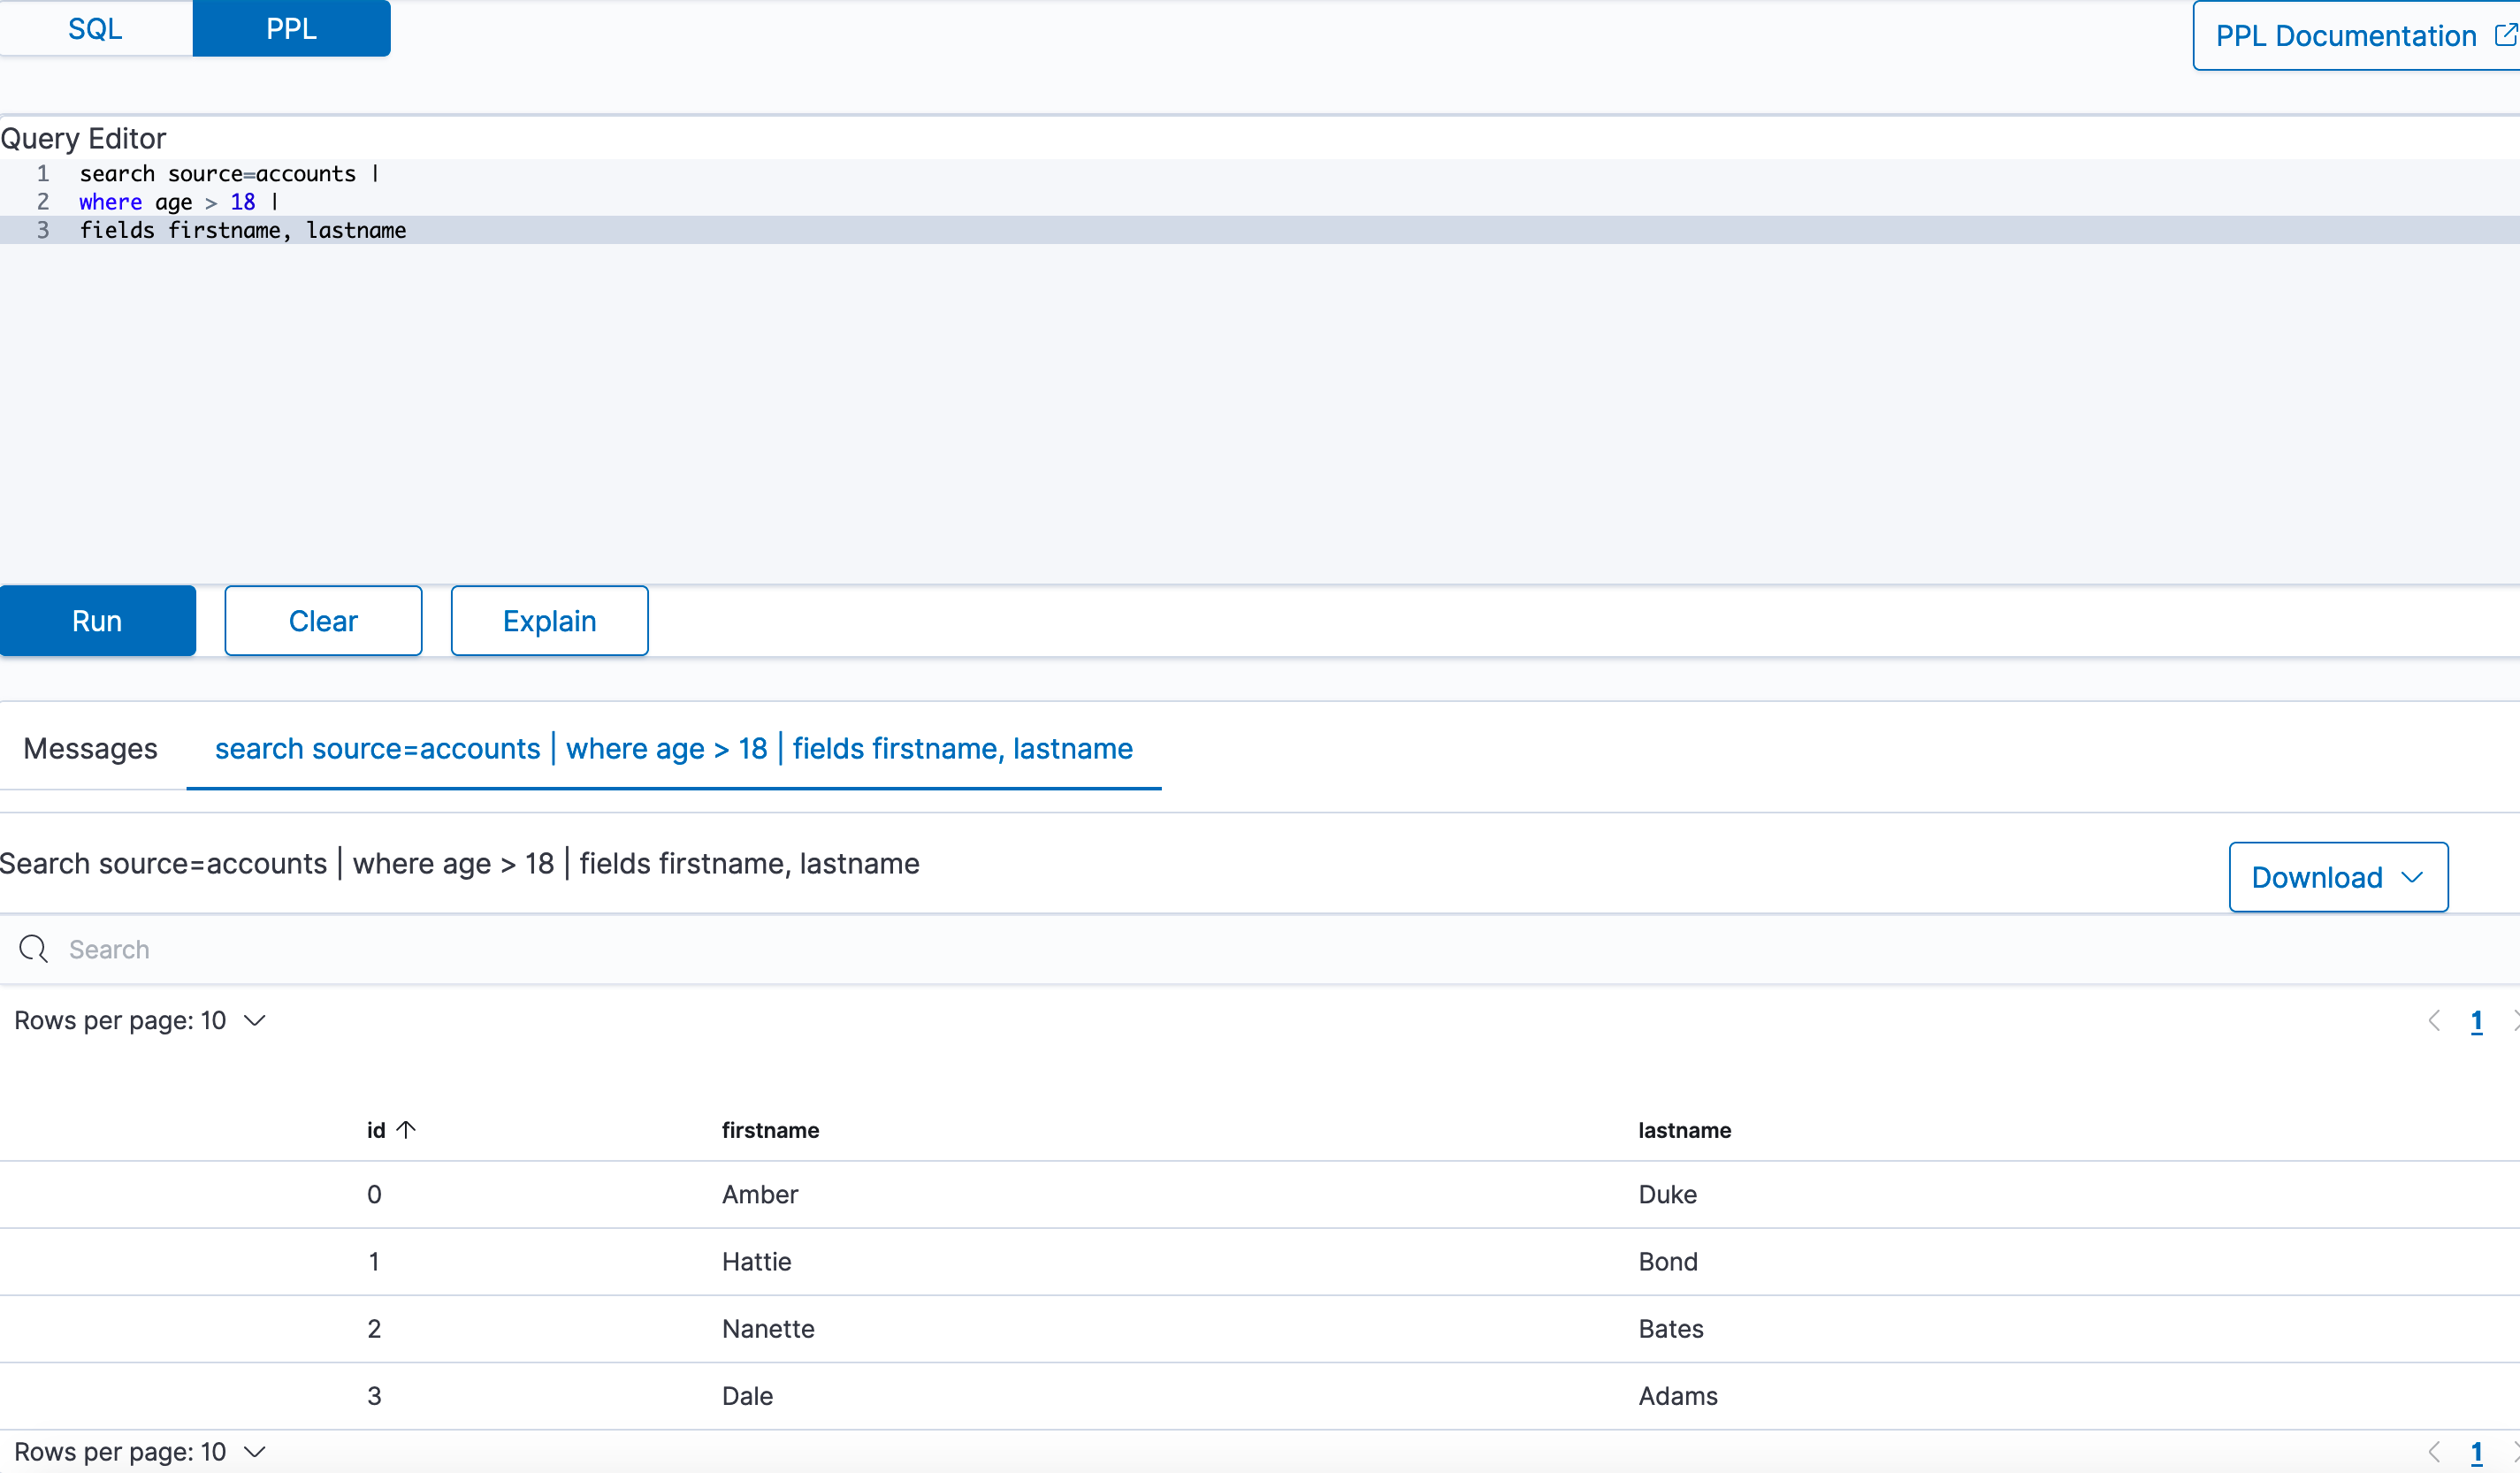 SQL PPL PPL Documentation
Query Editor
1 search source=accounts |
2 where age > 18 |
3 fields firstname, lastname
Run Clear Explain
Messages search source=accounts | where age > 18 | fields firstname, lastname
Search source=accounts | where age > 18 | fields firstname, lastname
Download
Search
Rows per page: 10 1
id firstname lastname
0 Amber Duke
1 Hattie Bond
2 Nanette Bates
3 Dale Adams
Rows per page: 10 1